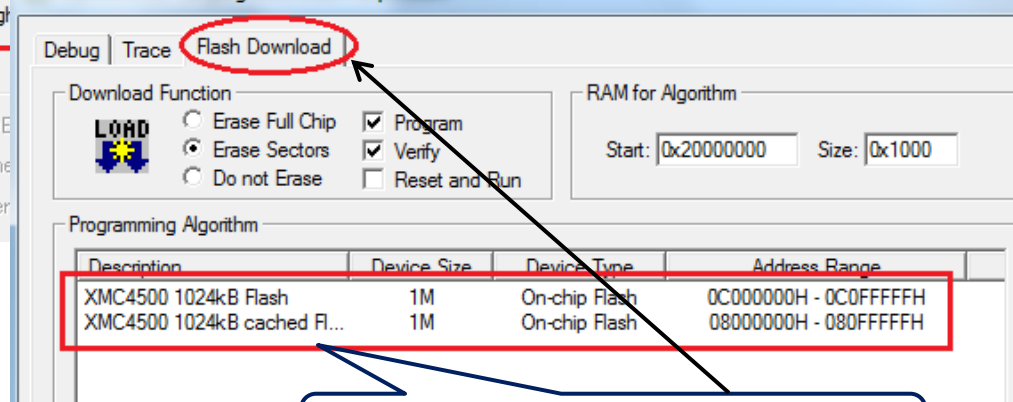 Debug Trace Flash Download
Download Function
LOAD
Erase Full Chip
Erase Sectors
Do not Erase
Program
Verify
Reset and Run
RAM for Algorithm
Start: 0x20000000 Size: 0x1000
Programming Algorithm
Description Device Size Device Type Address Range
XMC4500 1024kB Flash 1M On-chip Flash 0C000000H - 0C0FFFFFH
XMC4500 1024kB cached Fl... 1M On-chip Flash 08000000H - 080FFFFFH